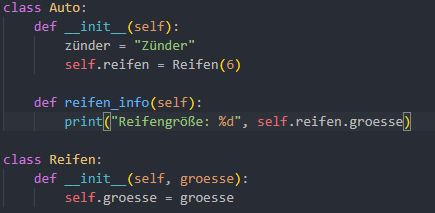 class Auto:
    def __init__(self):
        zünder = "Zünder"
        self.reifen = Reifen(6)

    def reifen_info(self):
        print("Reifengröße: %d", self.reifen.groesse)

class Reifen:
    def __init__(self, groesse):
        self.groesse = groesse